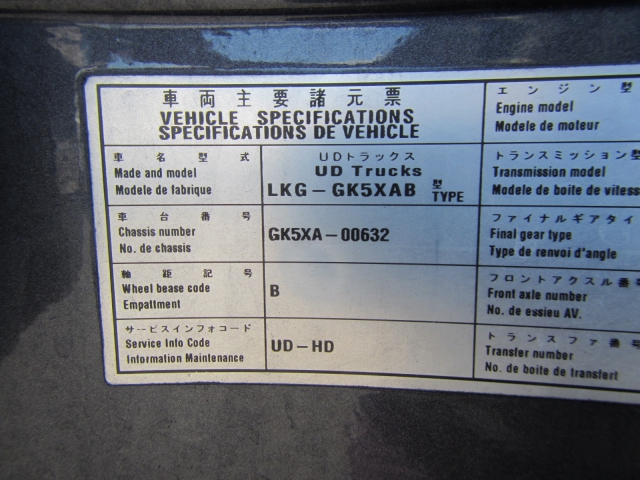 車両主要諸元票
VEHICLE SPECIFICATIONS
SPECIFICATIONS DE VEHICLE
車名型式
Made and model
Modele de fabrique
UDトラックス
UD Trucks
LKG-GK5XAB 型 TYPE
車台番号
Chassis number
No. de chassis
GK5XA-00632
軸距記号
Wheel base code
Empattment
B
サービスインフォコード
Service Info Code
Information Maintenance
UD-HD
エンジン型
Engine model
Modele de moteur
トランスミッション型
Transmission model
Modele de boite de vitess
ファイナルギアタイ
Final gear type
Type de renvoi d'angle
フロントアクスル番
Front axle number
No. de essieu AV.
トランスファ番
Transfer number
No. de boite de transfert